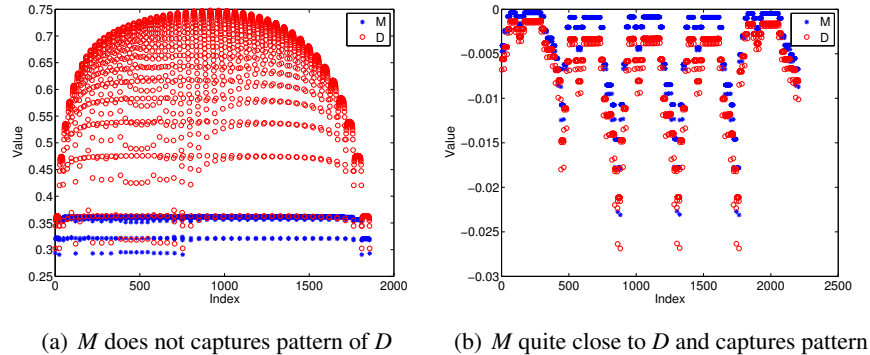 0.75
0.7
0.65
0.6
0.55
0.5
0.45
0.4
0.35
0.3
0.25
Value
0
500
1000
1500
2000
Index
M
D
0
−0.005
−0.01
−0.015
−0.02
−0.025
−0.03
Value
0
500
1000
1500
2000
2500
Index
M
D
(a) M does not captures pattern of D
(b) M quite close to D and captures pattern